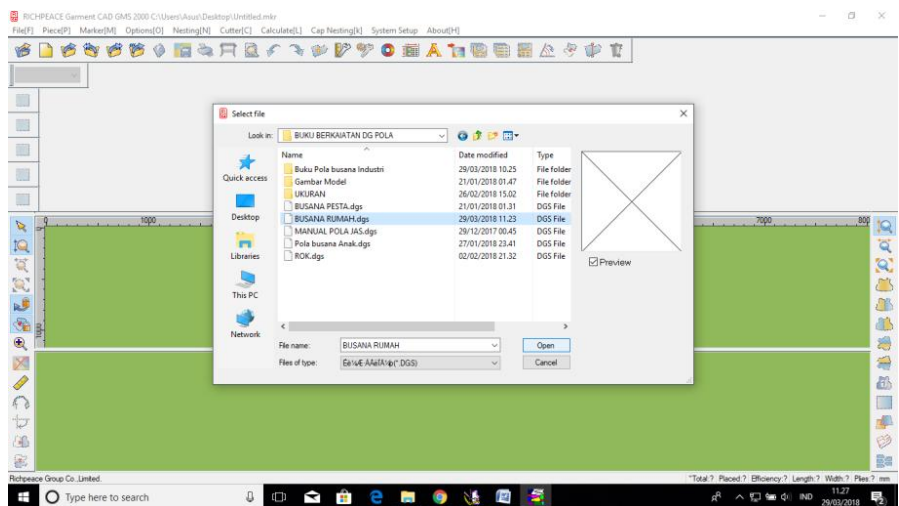 RICHPEACE Garment CAD GMS 2000 C:\Users\Asus\Desktop\Untitled.mkr
File[F] Piece[P] Marker[M] Options[O] Nesting[N] Cutter[C] Calculate[L] Cap Nesting[k] System Setup About[H]
Select file
Look in: BUKU BERKAIATAN DG POLA
Name Date modified Type
Buku Pola busana Industri 29/03/2018 10.25 File folder
Gambar Model 21/01/2018 01.47 File folder
UKURAN 26/02/2018 15.02 File folder
BUSANA PESTA.dgs 21/01/2018 01.31 DGS File
BUSANA RUMAH.dgs 29/03/2018 11.23 DGS File
MANUAL POLA JAS.dgs 29/12/2017 00.45 DGS File
Pola busana Anak.dgs 27/01/2018 23.41 DGS File
ROK.dgs 02/02/2018 21.32 DGS File
Quick access
Desktop
Libraries
This PC
Network
Preview
File name: BUSANA RUMAH Open
Files of type: (*.DGS) Cancel
0 1000 7000 800
1000
Richpeace Group Co.,Limited. "Total:? Placed:? Efficiency:? Length:? Width:? Plies:? mm
Type here to search
IND
11.27
29/03/2018